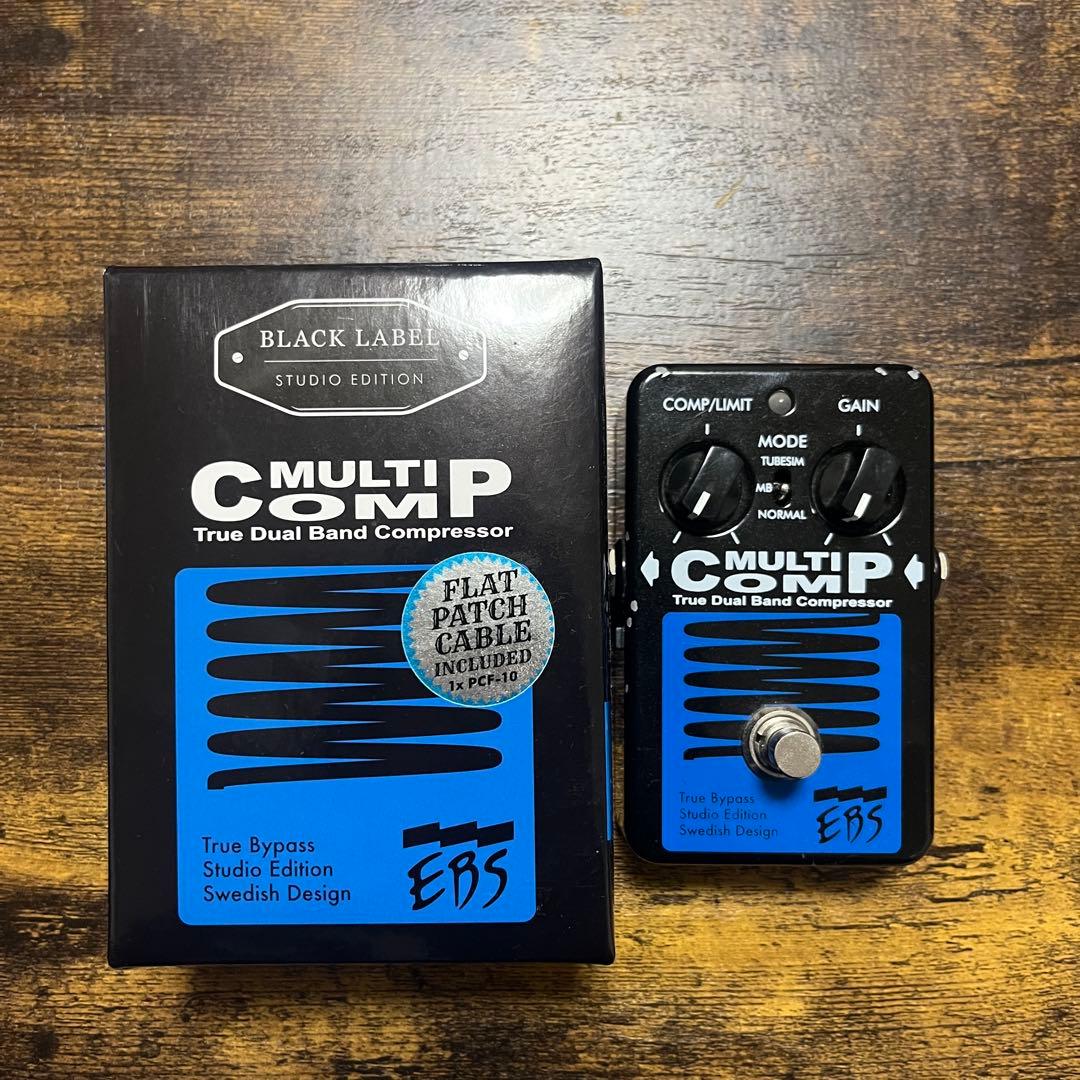 BLACK LABEL
STUDIO EDITION
MULTI
COMP
True Dual Band Compressor
FLAT
PATCH
CABLE
INCLUDED
1x PCF-10
True Bypass
Studio Edition
Swedish Design
EBS
COMP/LIMIT
GAIN
MODE
TUBESIM
MB
NORMAL
MULTI
COMP
True Dual Band Compressor
True Bypass
Studio Edition
Swedish Design
EBS